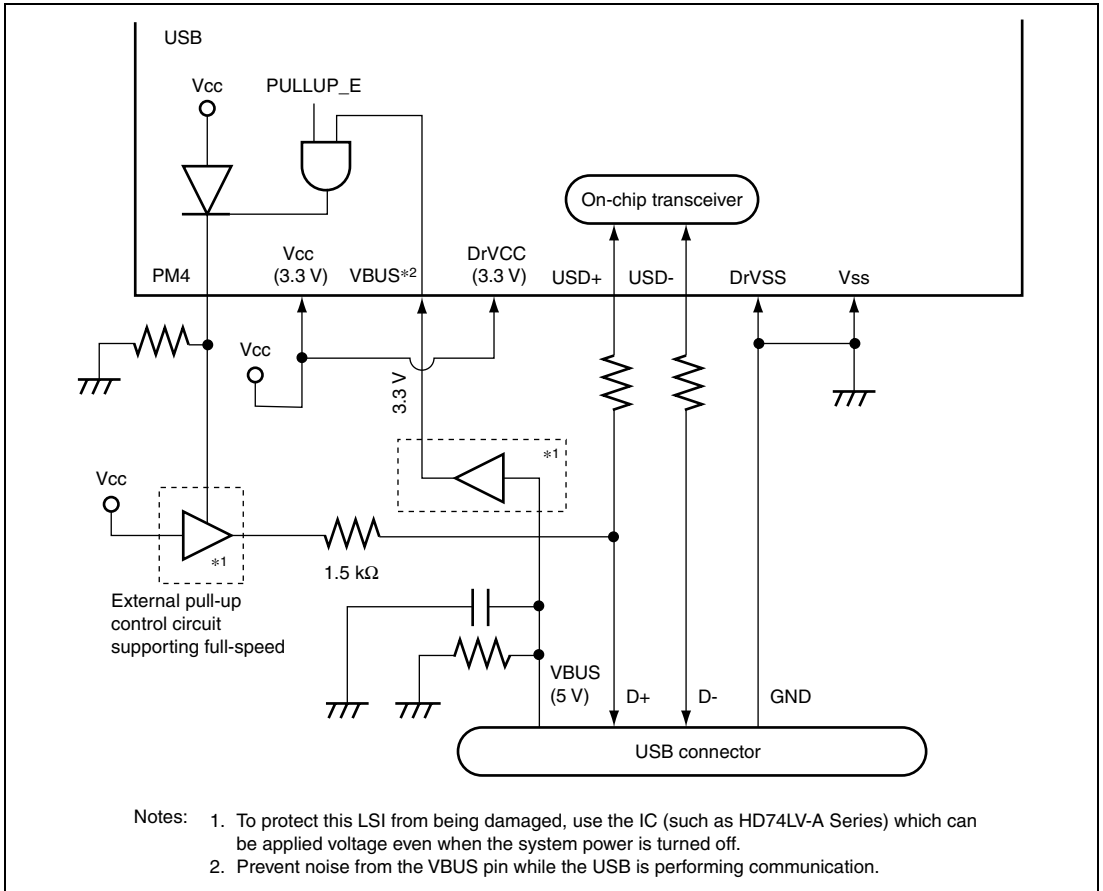 USB
Vcc
PULLUP_E
On-chip transceiver
PM4
Vcc
(3.3 V)
VBUS*2
DrVCC
(3.3 V)
USD+
USD-
DrVSS
Vss
Vcc
3.3 V
*1
Vcc
*1
1.5 kΩ
External pull-up
control circuit
supporting full-speed
VBUS
(5 V)
D+
D-
GND
USB connector
Notes: 1. To protect this LSI from being damaged, use the IC (such as HD74LV-A Series) which can
be applied voltage even when the system power is turned off.
2. Prevent noise from the VBUS pin while the USB is performing communication.